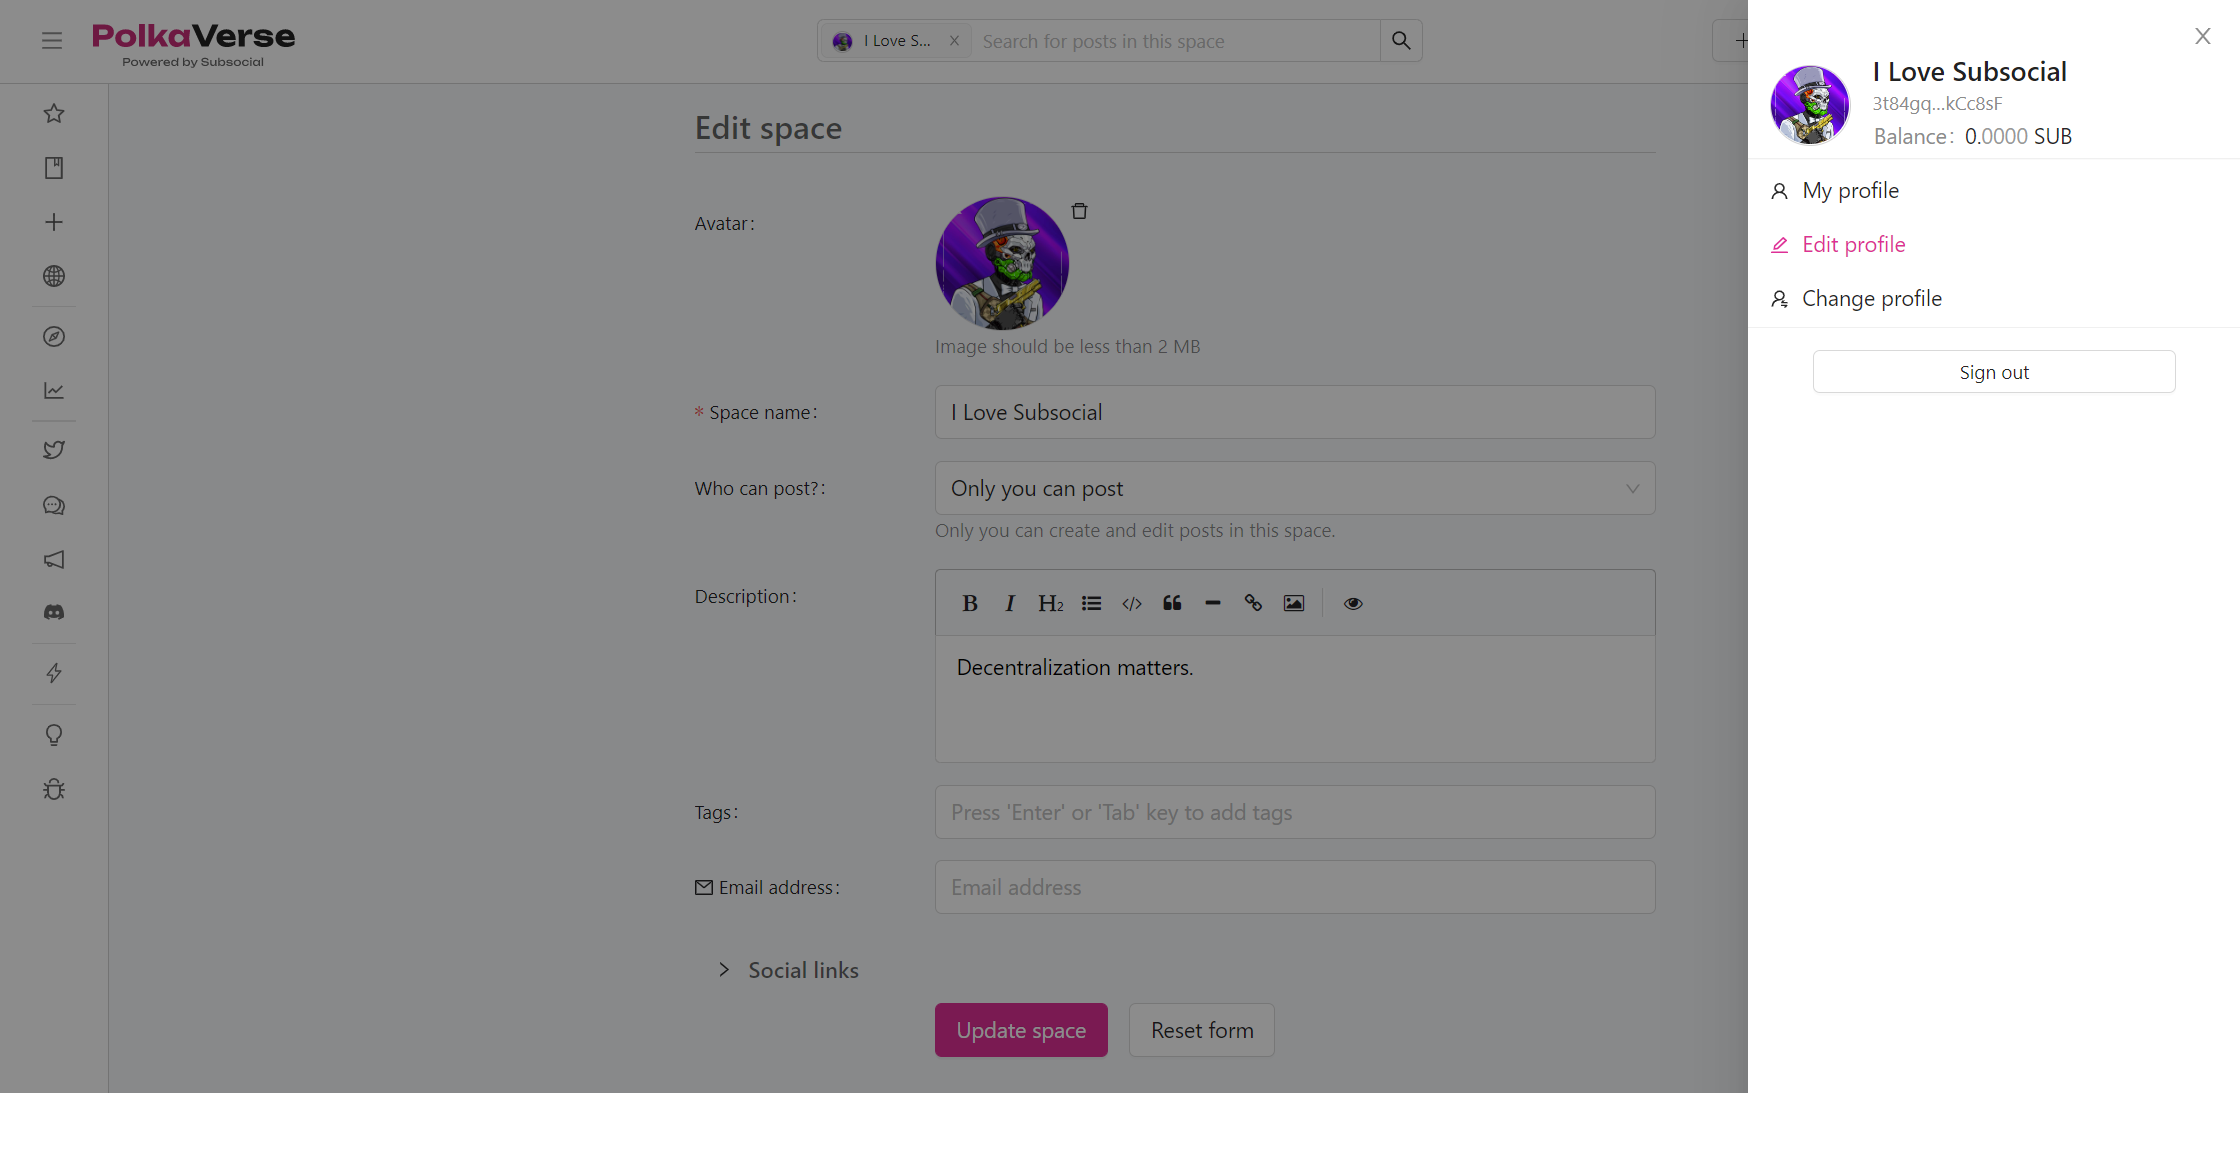 PolkaVerse
Powered by Subsocial
I Love S...
Search for posts in this space
Edit space
Avatar:
Image should be less than 2 MB
* Space name:
I Love Subsocial
Who can post?:
Only you can post
Only you can create and edit posts in this space.
Description:
B I H2
Decentralization matters.
Tags:
Press 'Enter' or 'Tab' key to add tags
Email address:
Email address
Social links
Update space
Reset form
I Love Subsocial
3t84gq...kCc8sF
Balance: 0.0000 SUB
My profile
Edit profile
Change profile
Sign out